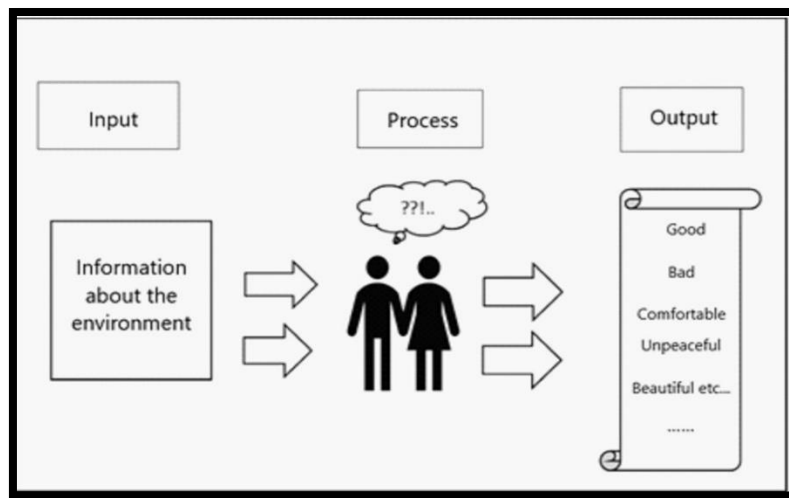 Input
Process
Output
??!..
Information
about the
environment
Good
Bad
Comfortable
Unpeaceful
Beautiful etc...
......